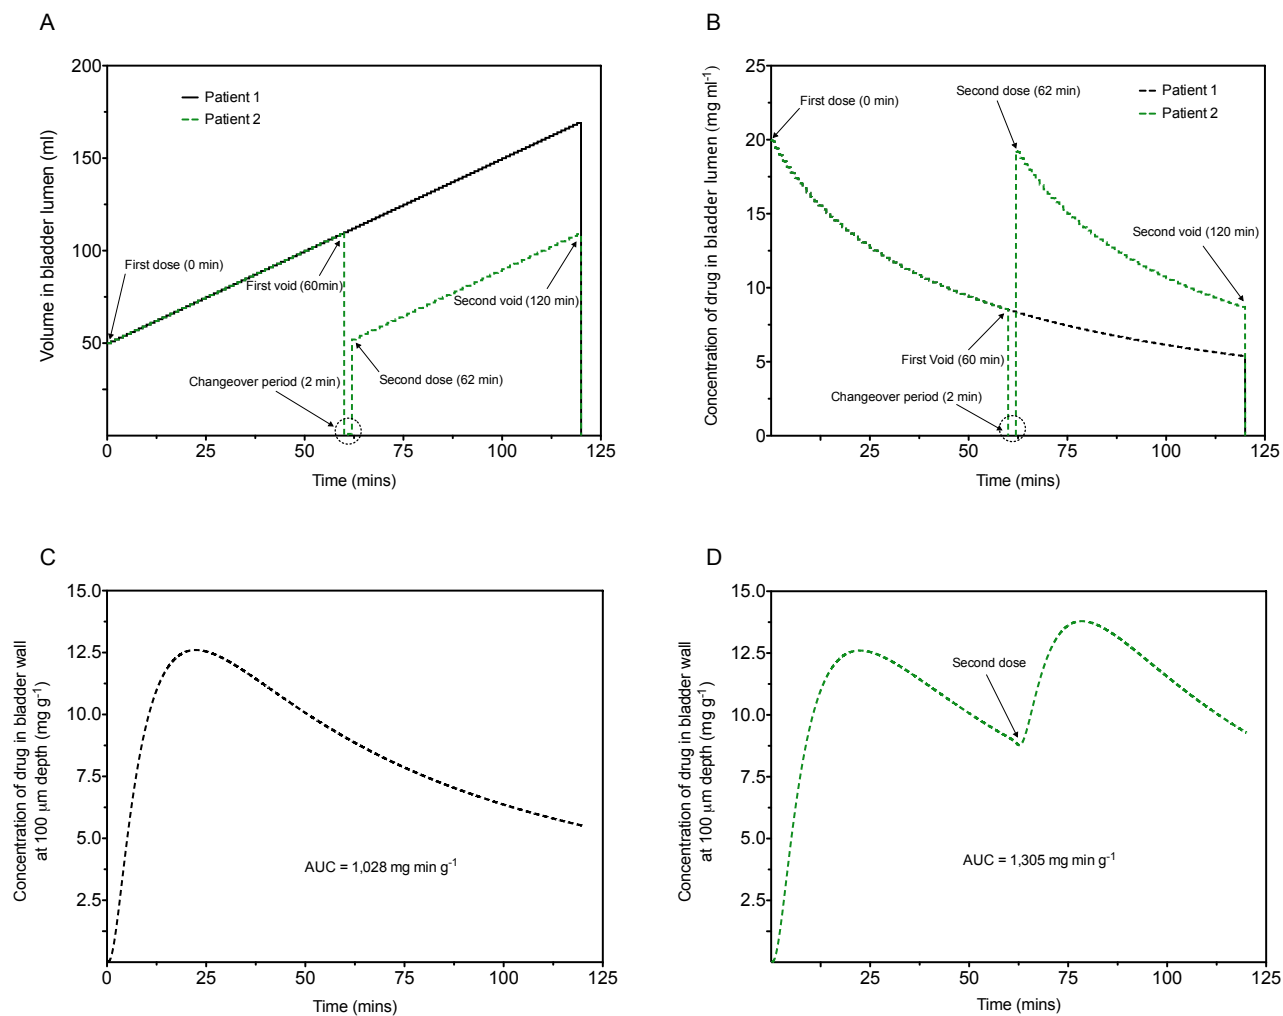 A
Volume in bladder lumen (ml)
200
150
100
50
0
0
25
50
75
100
125
Time (mins)
Patient 1
Patient 2
First dose (0 min)
First void (60min)
Second void (120 min)
Changeover period (2 min)
Second dose (62 min)
B
Concentration of drug in bladder lumen (mg ml⁻¹)
25
20
15
10
5
0
25
50
75
100
125
Time (mins)
Patient 1
Patient 2
First dose (0 min)
Second dose (62 min)
Second void (120 min)
First Void (60 min)
Changeover period (2 min)
C
Concentration of drug in bladder wall
at 100 μm depth (mg g⁻¹)
15.0
12.5
10.0
7.5
5.0
2.5
0
25
50
75
100
125
Time (mins)
AUC = 1,028 mg min g⁻¹
D
Concentration of drug in bladder wall
at 100 μm depth (mg g⁻¹)
15.0
12.5
10.0
7.5
5.0
2.5
25
50
75
100
125
Time (mins)
Second dose
AUC = 1,305 mg min g⁻¹